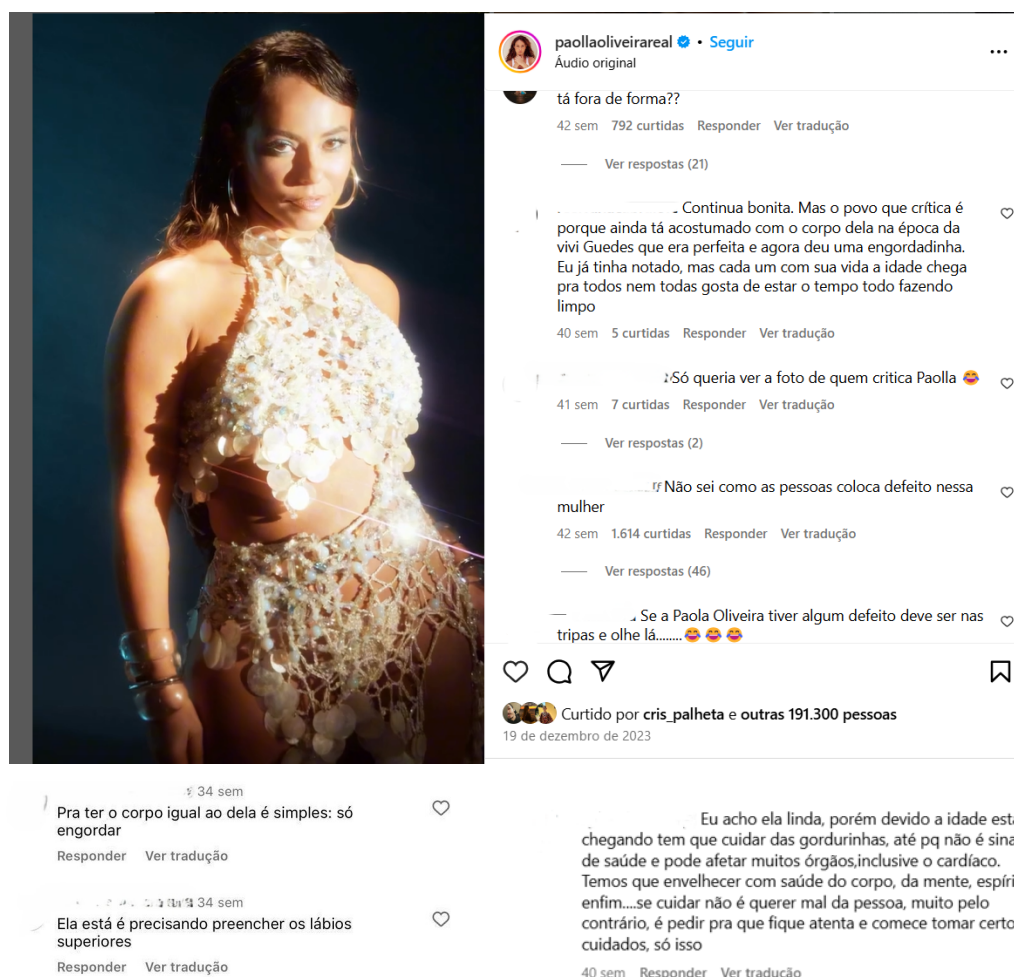 paollaoliveirareal • Seguir
Áudio original
tá fora de forma??
42 sem 792 curtidas Responder Ver tradução
Ver respostas (21)
Continua bonita. Mas o povo que crítica é
porque ainda tá acostumado com o corpo dela na época da
vivi Guedes que era perfeita e agora deu uma engordadinha.
Eu já tinha notado, mas cada um com sua vida a idade chega
pra todos nem todas gosta de estar o tempo todo fazendo
limpo
40 sem 5 curtidas Responder Ver tradução
Só queria ver a foto de quem critica Paolla 😂
41 sem 7 curtidas Responder Ver tradução
Ver respostas (2)
Não sei como as pessoas coloca defeito nessa
mulher
42 sem 1.614 curtidas Responder Ver tradução
Ver respostas (46)
Se a Paola Oliveira tiver algum defeito deve ser nas
tripas e olhe lá........😂😂😂
Curtido por cris_palheta e outras 191.300 pessoas
19 de dezembro de 2023
34 sem
Pra ter o corpo igual ao dela é simples: só
engordar
Responder Ver tradução
34 sem
Ela está é precisando preencher os lábios
superiores
Responder Ver tradução
Eu acho ela linda, porém devido a idade est
chegando tem que cuidar das gordurinhas, até pq não é sina
de saúde e pode afetar muitos órgãos,inclusive o cardíaco.
Temos que envelhecer com saúde do corpo, da mente, espíri
enfim....se cuidar não é querer mal da pessoa, muito pelo
contrário, é pedir pra que fique atenta e comece tomar certo
cuidados, só isso
40 sem Responder Ver tradução